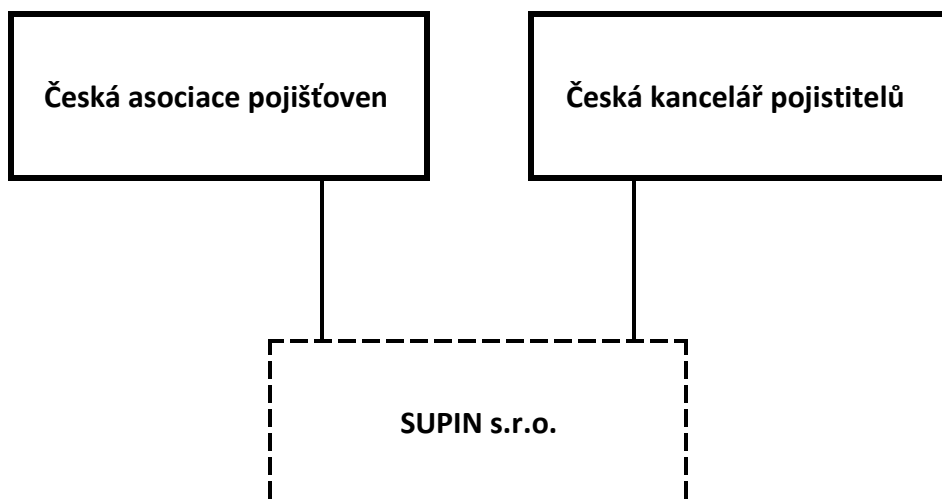 Česká asociace pojišťoven
Česká kancelář pojistitelů
SUPIN s.r.o.